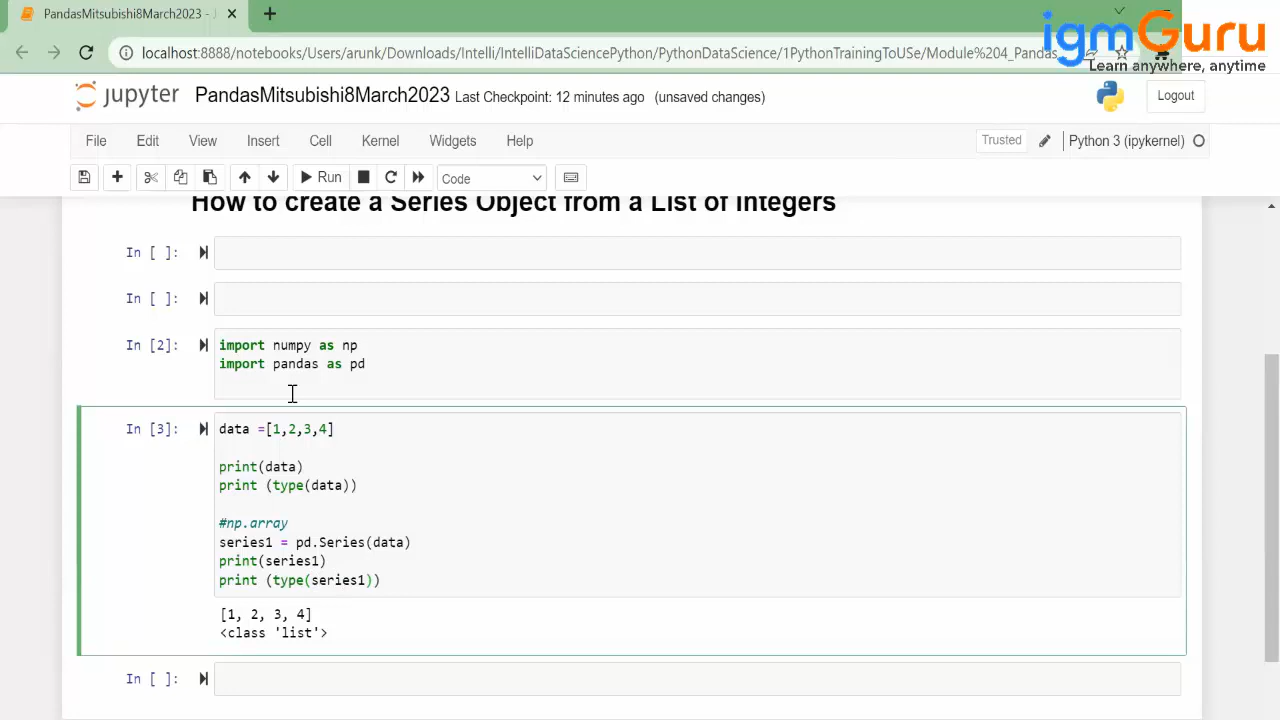 PandasMitsubishi8March2023 -
igmGuru
Learn anywhere, anytime
localhost:8888/notebooks/Users/arunk/Downloads/Intelli/IntelliDataSciencePython/PythonDataScience/1PythonTrainingToUSe/Module%204_Pandas
jupyter PandasMitsubishi8March2023 Last Checkpoint: 12 minutes ago (unsaved changes)
Logout
File Edit View Insert Cell Kernel Widgets Help
Trusted Python 3 (ipykernel)
Run Code
How to create a Series Object from a List of Integers
In [ ]:
In [ ]:
In [2]: import numpy as np
import pandas as pd
In [3]: data =[1,2,3,4]
print(data)
print (type(data))
#np.array
series1 = pd.Series(data)
print(series1)
print (type(series1))
[1, 2, 3, 4]
<class 'list'>
In [ ]: